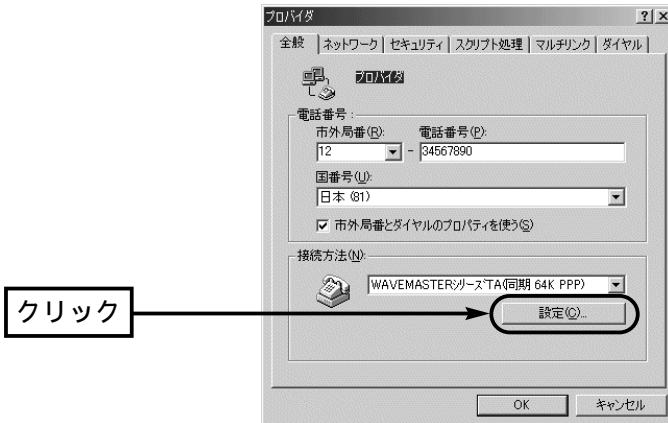 プロバイダ
全般 ネットワーク セキュリティ スクリプト処理 マルチリンク ダイヤル
プロバイダ
電話番号:
市外局番(R): 電話番号(P):
12 - 34567890
国番号(U):
日本 (81)
市外局番とダイヤルのプロパティを使う(S)
接続方法(N):
WAVEMASTERシリーズTA(同期 64K PPP)
クリック
設定(C)...
OK キャンセル